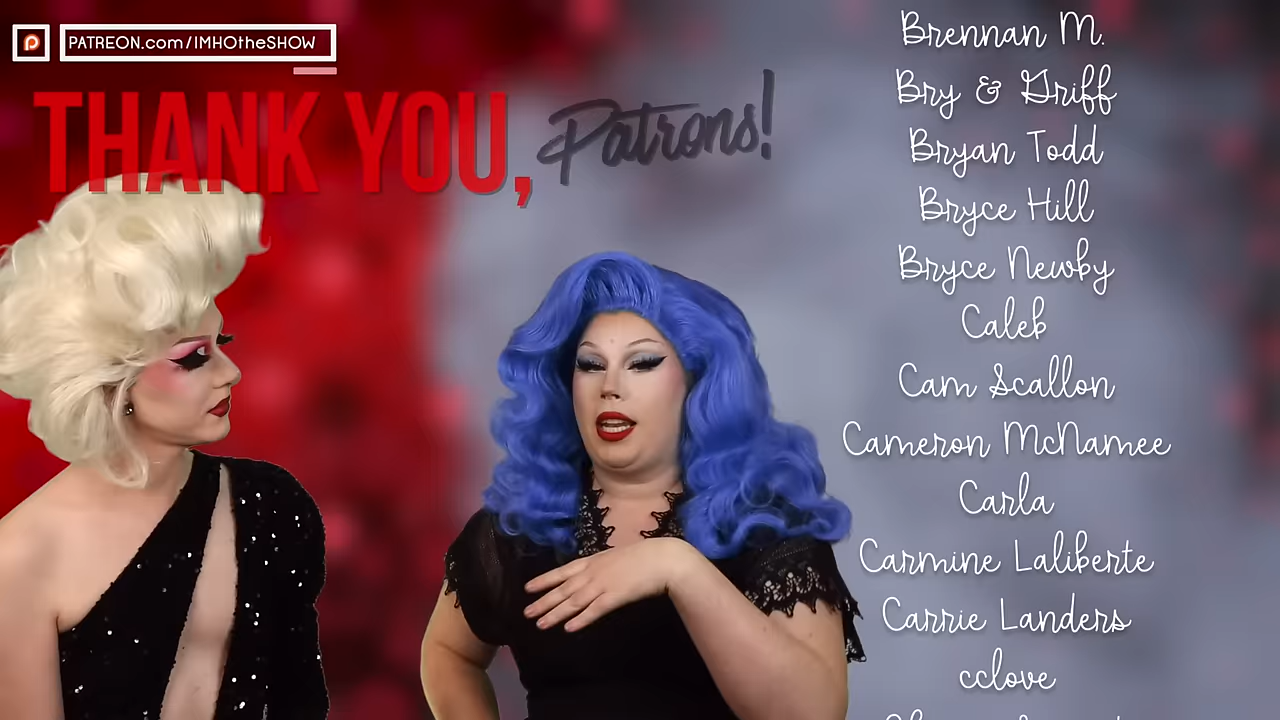 PATREON.com/IMHOtheSHOW
THANK YOU, Patrons!
Brennan M.
Bry & Griff
Bryan Todd
Bryce Hill
Bryce Newby
Caleb
Cam Scallon
Cameron McNamee
Carla
Carmine Laliberte
Carrie Landers
cclove